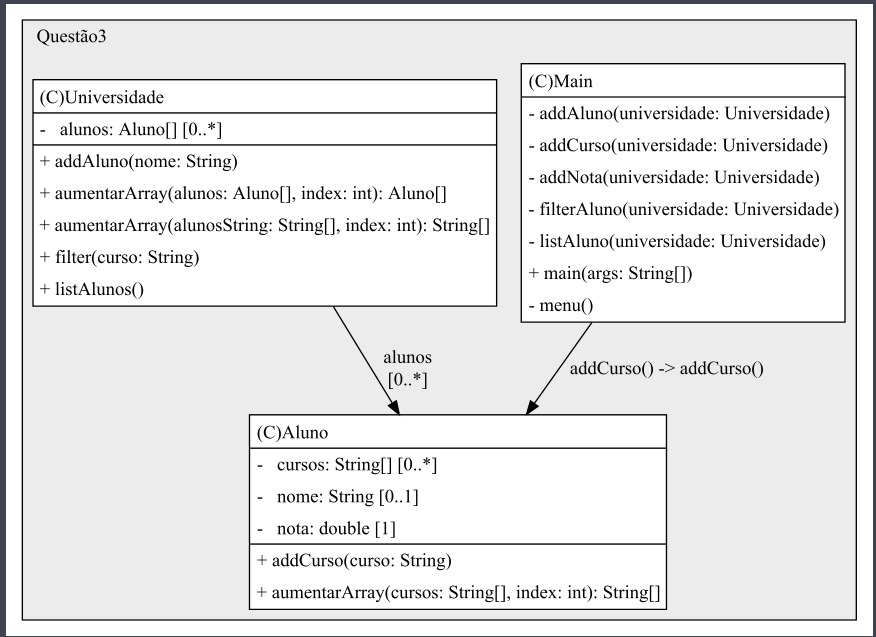 Questão3
(C)Universidade
- alunos: Aluno[] [0..*]
+ addAluno(nome: String)
+ aumentarArray(alunos: Aluno[], index: int): Aluno[]
+ aumentarArray(alunosString: String[], index: int): String[]
+ filter(curso: String)
+ listAlunos()
(C)Main
- addAluno(universidade: Universidade)
- addCurso(universidade: Universidade)
- addNota(universidade: Universidade)
- filterAluno(universidade: Universidade)
- listAluno(universidade: Universidade)
+ main(args: String[])
- menu()
alunos
[0..*]
addCurso() -> addCurso()
(C)Aluno
- cursos: String[] [0..*]
- nome: String [0..1]
- nota: double [1]
+ addCurso(curso: String)
+ aumentarArray(cursos: String[], index: int): String[]